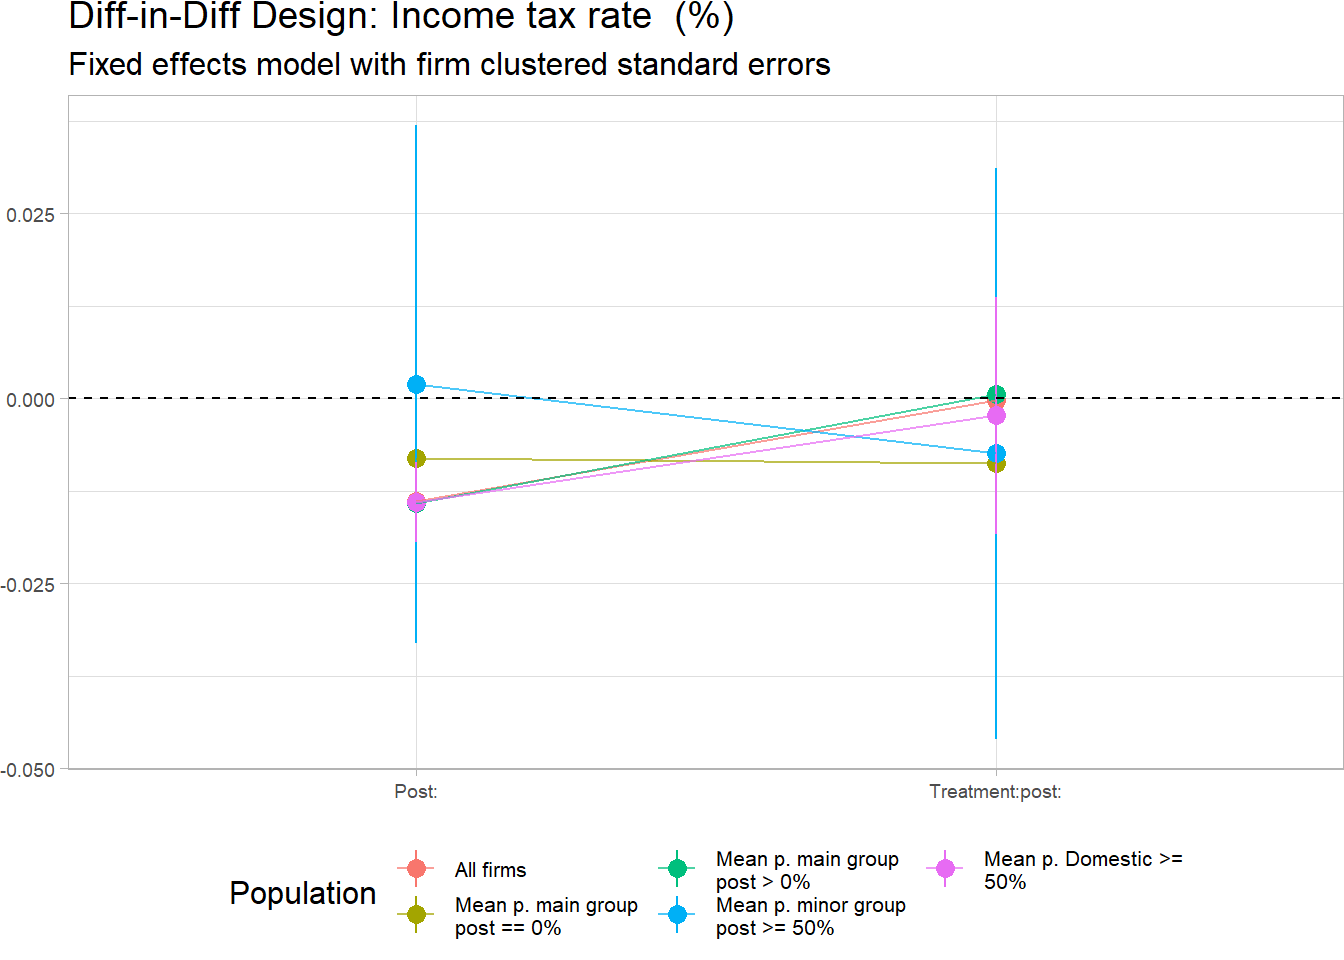 Diff-in-Diff Design: Income tax rate  (%)
Fixed effects model with firm clustered standard errors
0.025
0.000
-0.025
-0.050
Post:
Treatment:post:
Population
All firms
Mean p. main group
post == 0%
Mean p. main group
post > 0%
Mean p. minor group
post >= 50%
Mean p. Domestic >=
50%